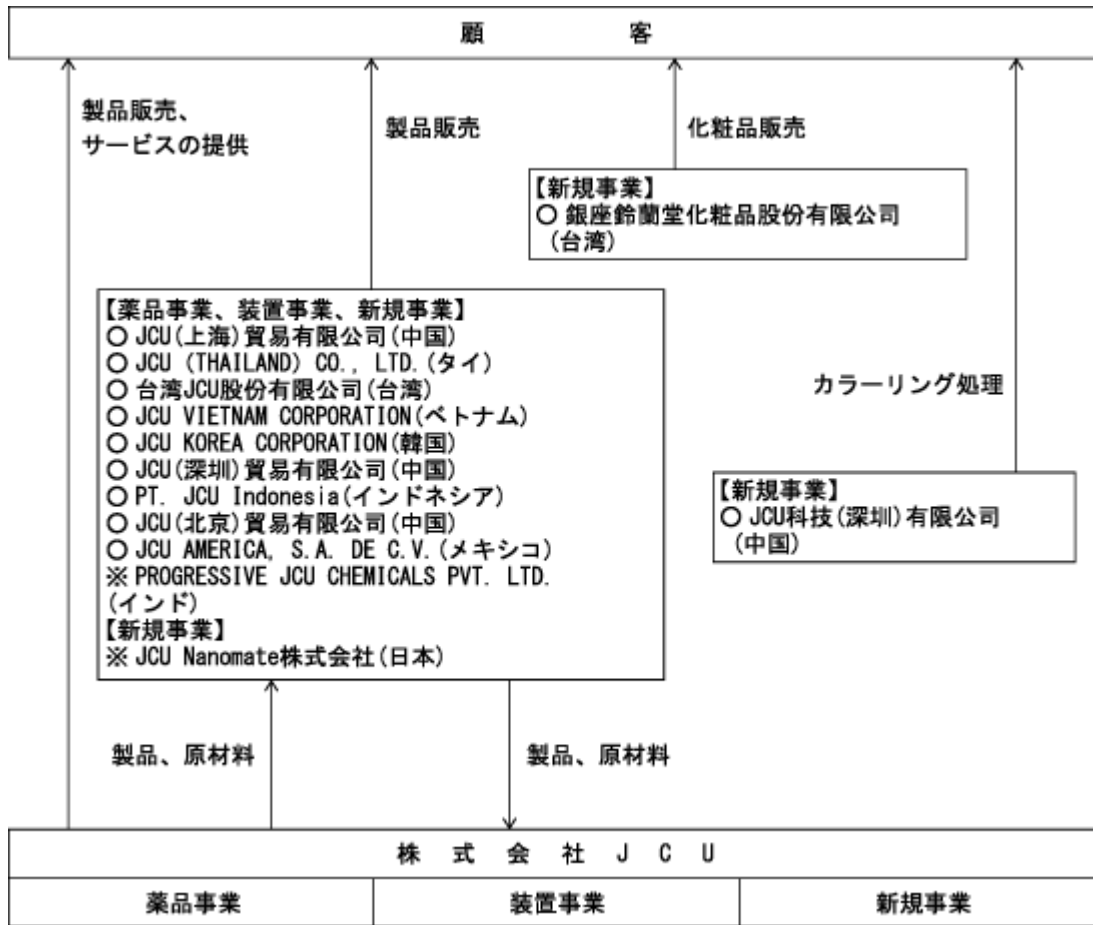 顧客
製品販売、
サービスの提供
製品販売
化粧品販売
【新規事業】
○ 銀座鈴蘭堂化粧品股份有限公司
(台湾)
【薬品事業、装置事業、新規事業】
○ JCU(上海)貿易有限公司(中国)
○ JCU (THAILAND) CO., LTD.(タイ)
○ 台湾JCU股份有限公司(台湾)
○ JCU VIETNAM CORPORATION(ベトナム)
○ JCU KOREA CORPORATION(韓国)
○ JCU(深圳)貿易有限公司(中国)
○ PT. JCU Indonesia(インドネシア)
○ JCU(北京)貿易有限公司(中国)
○ JCU AMERICA, S.A. DE C.V.(メキシコ)
※ PROGRESSIVE JCU CHEMICALS PVT. LTD.
(インド)
【新規事業】
※ JCU Nanomate株式会社(日本)
カラーリング処理
【新規事業】
○ JCU科技(深圳)有限公司
(中国)
製品、原材料
製品、原材料
株式会社JCU
薬品事業
装置事業
新規事業